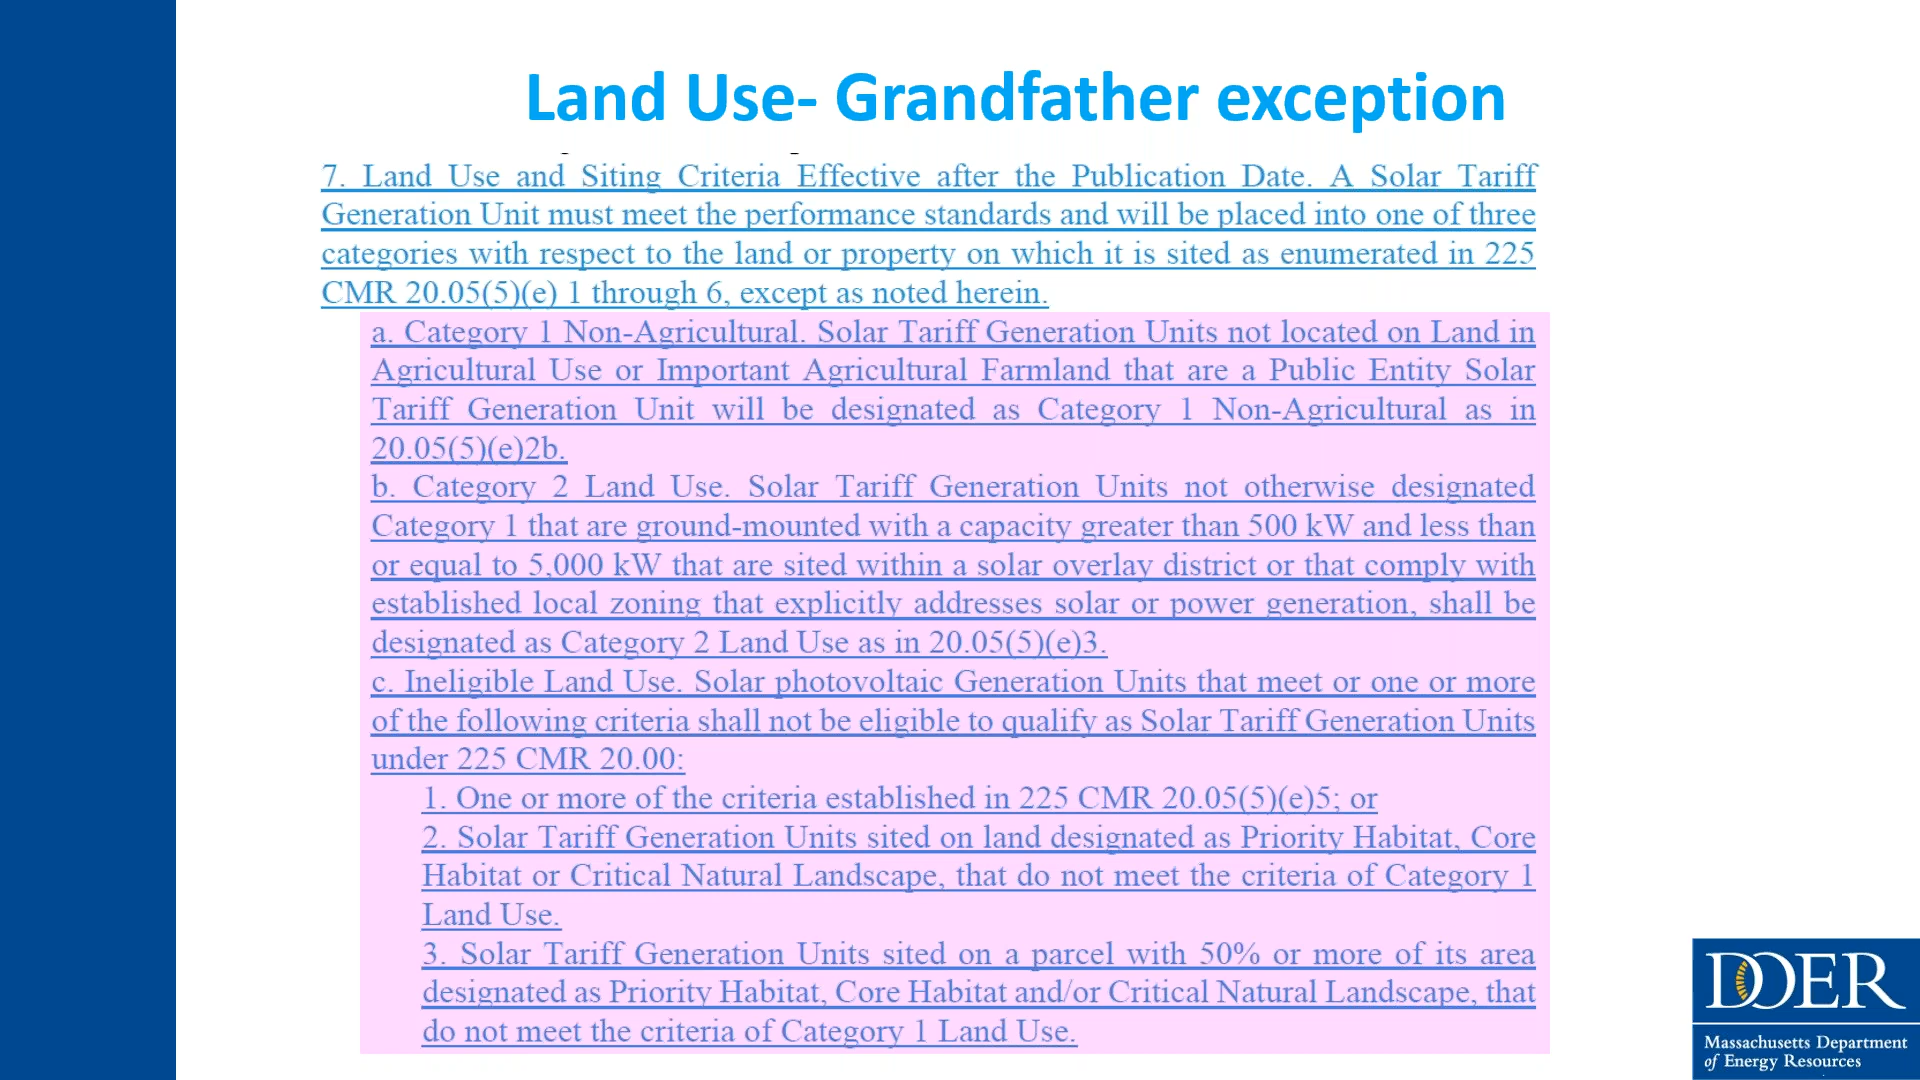 Land Use- Grandfather exception
7. Land Use and Siting Criteria Effective after the Publication Date. A Solar Tariff
Generation Unit must meet the performance standards and will be placed into one of three
categories with respect to the land or property on which it is sited as enumerated in 225
CMR 20.05(5)(e) 1 through 6, except as noted herein.
a. Category 1 Non-Agricultural. Solar Tariff Generation Units not located on Land in
Agricultural Use or Important Agricultural Farmland that are a Public Entity Solar
Tariff Generation Unit will be designated as Category 1 Non-Agricultural as in
20.05(5)(e)2b.
b. Category 2 Land Use. Solar Tariff Generation Units not otherwise designated
Category 1 that are ground-mounted with a capacity greater than 500 kW and less than
or equal to 5,000 kW that are sited within a solar overlay district or that comply with
established local zoning that explicitly addresses solar or power generation, shall be
designated as Category 2 Land Use as in 20.05(5)(e)3.
c. Ineligible Land Use. Solar photovoltaic Generation Units that meet or one or more
of the following criteria shall not be eligible to qualify as Solar Tariff Generation Units
under 225 CMR 20.00:
1. One or more of the criteria established in 225 CMR 20.05(5)(e)5; or
2. Solar Tariff Generation Units sited on land designated as Priority Habitat, Core
Habitat or Critical Natural Landscape, that do not meet the criteria of Category 1
Land Use.
3. Solar Tariff Generation Units sited on a parcel with 50% or more of its area
designated as Priority Habitat, Core Habitat and/or Critical Natural Landscape, that
do not meet the criteria of Category 1 Land Use.
DOER
Massachusetts Department
of Energy Resources